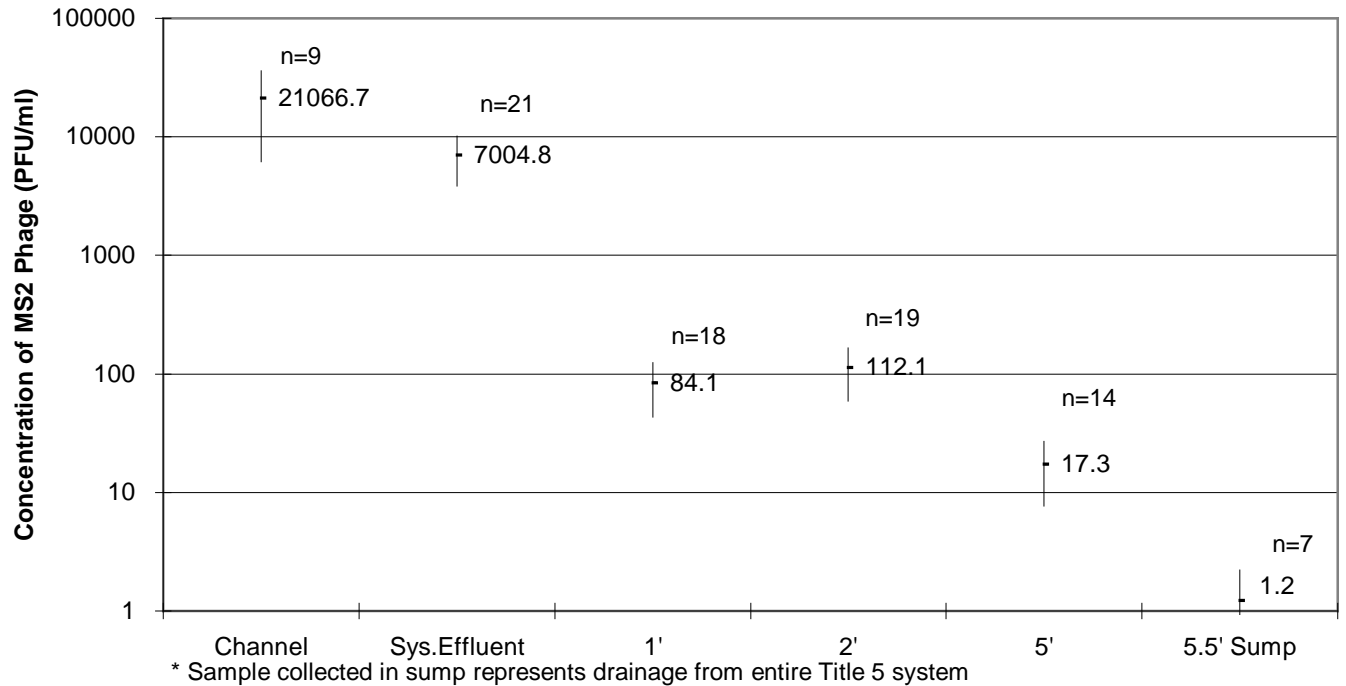 100000
10000
1000
100
10
1
Concentration of MS2 Phage (PFU/ml)
n=9
21066.7
n=21
7004.8
n=18
84.1
n=19
112.1
n=14
17.3
n=7
1.2
Channel
Sys.Effluent
1'
2'
5'
5.5' Sump
* Sample collected in sump represents drainage from entire Title 5 system